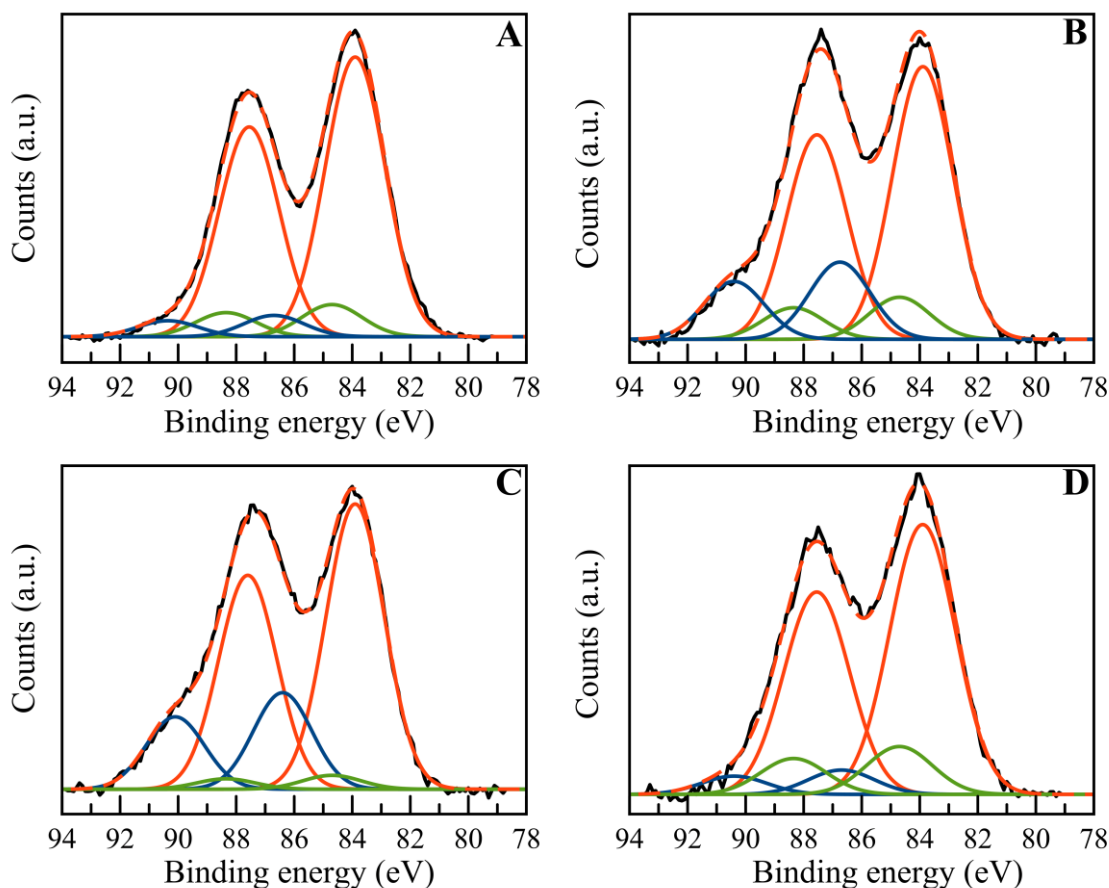 A
Counts (a.u.)
94 92 90 88 86 84 82 80 78
Binding energy (eV)
B
Counts (a.u.)
94 92 90 88 86 84 82 80 78
Binding energy (eV)
C
Counts (a.u.)
94 92 90 88 86 84 82 80 78
Binding energy (eV)
D
Counts (a.u.)
94 92 90 88 86 84 82 80 78
Binding energy (eV)